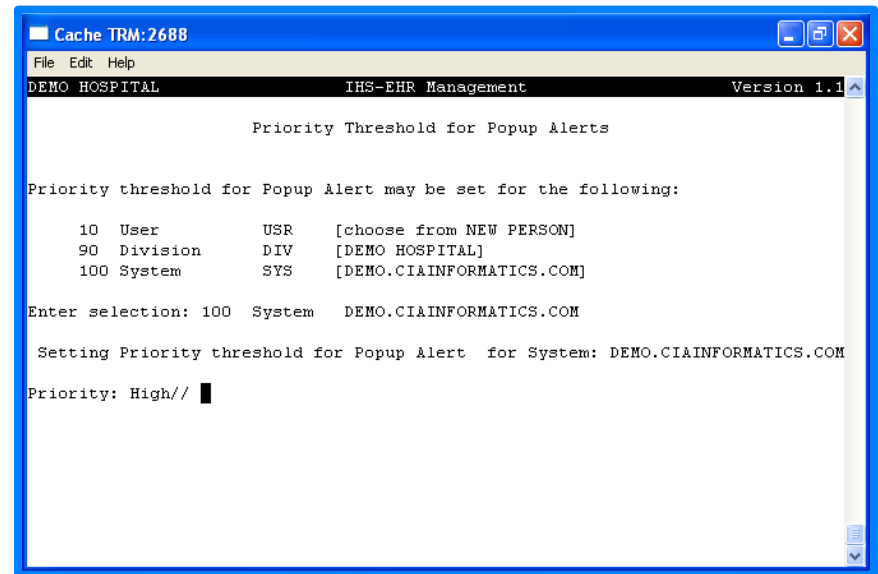 Cache TRM:2688
File Edit Help
DEMO HOSPITAL IHS-EHR Management Version 1.1
Priority Threshold for Popup Alerts
Priority threshold for Popup Alert may be set for the following:
10 User USR [choose from NEW PERSON]
90 Division DIV [DEMO HOSPITAL]
100 System SYS [DEMO.CIAINFORMATICS.COM]
Enter selection: 100 System DEMO.CIAINFORMATICS.COM
Setting Priority threshold for Popup Alert for System: DEMO.CIAINFORMATICS.COM
Priority: High//